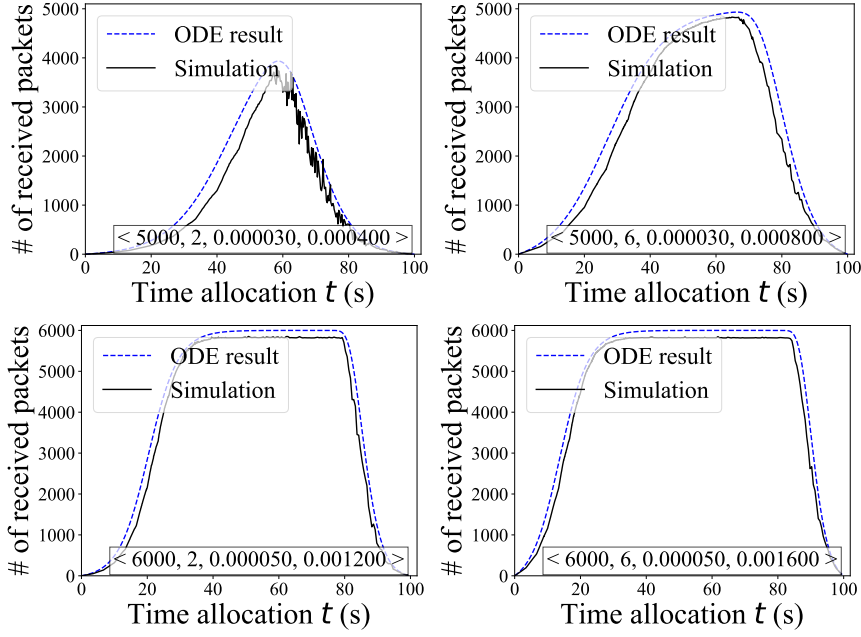 # of received packets
5000
4000
3000
2000
1000
0
ODE result
Simulation
< 5000, 2, 0.000030, 0.000400 >
0 20 40 60 80 100
Time allocation t (s)
# of received packets
5000
4000
3000
2000
1000
0
ODE result
Simulation
< 5000, 6, 0.000030, 0.000800 >
0 20 40 60 80 100
Time allocation t (s)
# of received packets
6000
5000
4000
3000
2000
1000
0
ODE result
Simulation
< 6000, 2, 0.000050, 0.001200 >
0 20 40 60 80 100
Time allocation t (s)
# of received packets
6000
5000
4000
3000
2000
1000
0
ODE result
Simulation
< 6000, 6, 0.000050, 0.001600 >
0 20 40 60 80 100
Time allocation t (s)